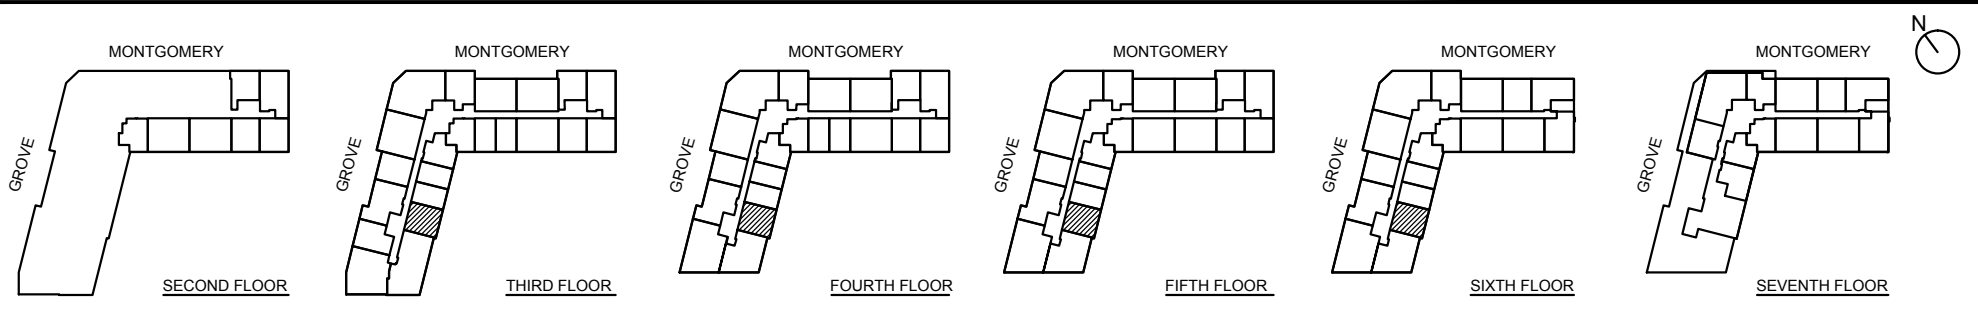 N
MONTGOMERY
GROVE
SECOND FLOOR
MONTGOMERY
GROVE
THIRD FLOOR
MONTGOMERY
GROVE
FOURTH FLOOR
MONTGOMERY
GROVE
FIFTH FLOOR
MONTGOMERY
GROVE
SIXTH FLOOR
MONTGOMERY
GROVE
SEVENTH FLOOR